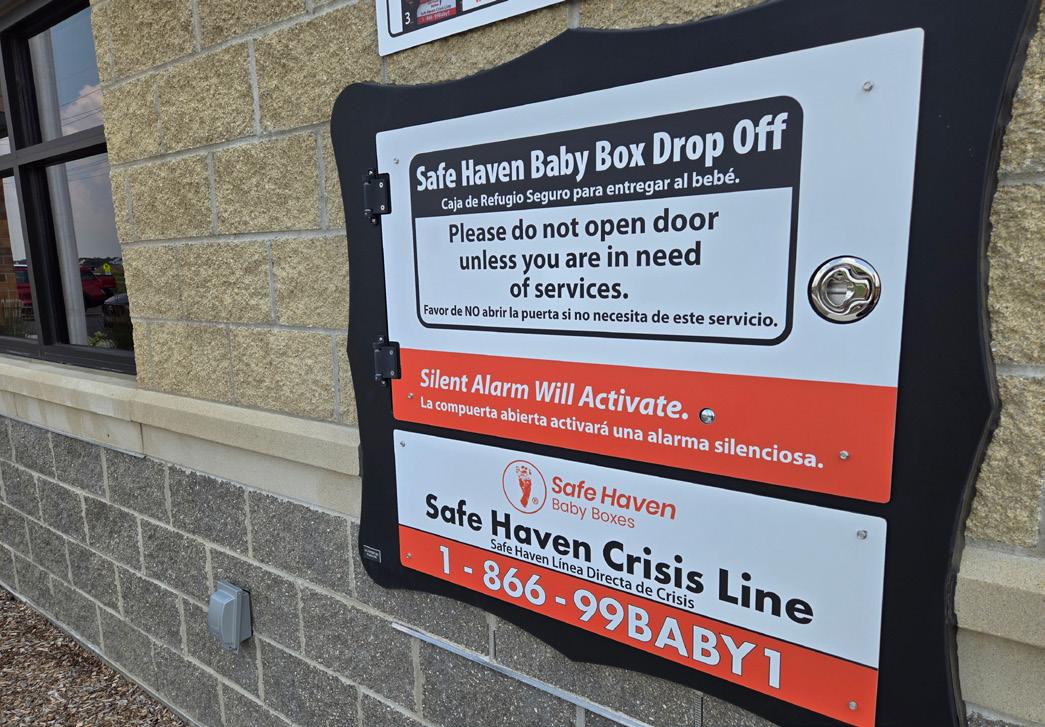 3
Safe Haven Baby Box Drop Off
Caja de Refugio Seguro para entregar al bebé.
Please do not open door
unless you are in need
of services.
Favor de NO abrir la puerta si no necesita de este servicio.
Silent Alarm Will Activate.
La compuerta abierta activará una alarma silenciosa.
Safe Haven
Baby Boxes
®
Safe Haven Crisis Line
Safe Haven Línea Directa de Crisis
1 - 866 - 99BABY1